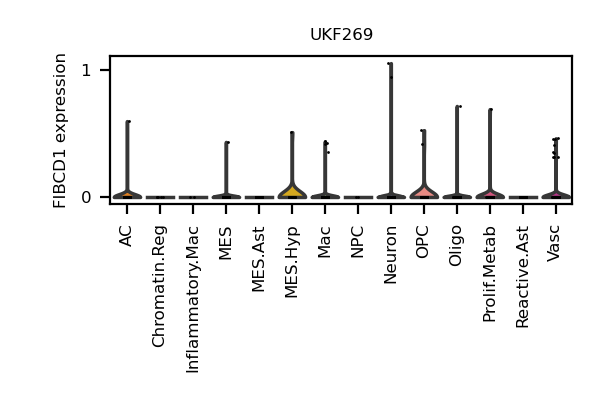 UKF269
FIBCD1 expression
1
0
AC
Chromatin.Reg
Inflammatory.Mac
MES
MES.Ast
MES.Hyp
Mac
NPC
Neuron
OPC
Oligo
Prolif.Metab
Reactive.Ast
Vasc